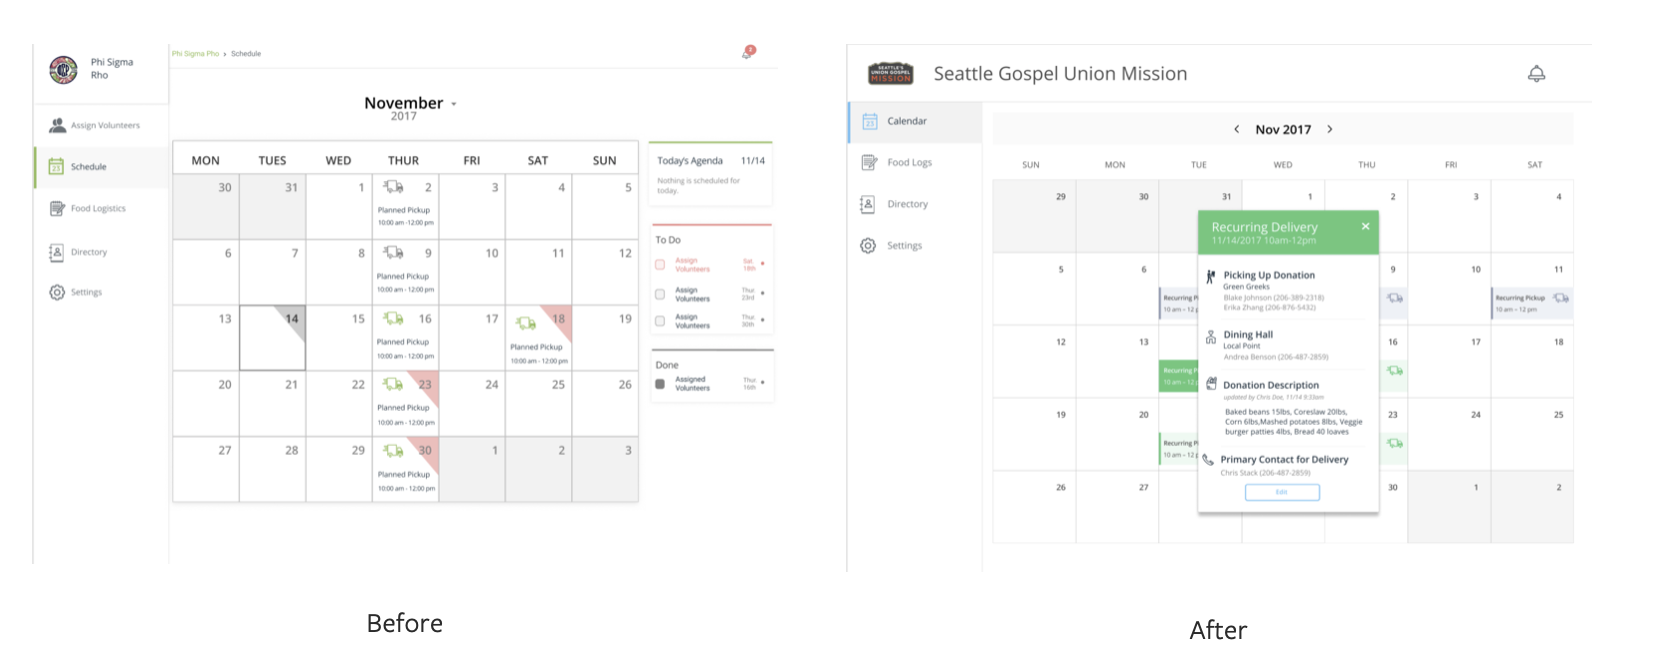 Phi Sigma
Rho
Assign Volunteers
Schedule
Food Logistics
Directory
Settings
Phi Sigma Pho › Schedule
November
2017
MON TUES WED THUR FRI SAT SUN
30 31 1 2 3 4 5
Planned Pickup
10:00 am -12:00 pm
6 7 8 9 10 11 12
Planned Pickup
10:00 am - 12:00 pm
13 14 15 16 17 18 19
Planned Pickup Planned Pickup
10:00 am - 12:00 pm 10:00 am - 12:00 pm
20 21 22 23 24 25 26
Planned Pickup
10:00 am - 12:00 pm
27 28 29 30 1 2 3
Planned Pickup
10:00 am - 12:00 pm
Today's Agenda 11/14
Nothing is scheduled for
today.
To Do
Assign Sat.
Volunteers 18th
Assign Thur
Volunteers 23rd
Assign Thur
Volunteers 30th
Done
Assigned Thur
Volunteers 16th
Before
SEATTLE'S
UNION GOSPEL
MISSION
Seattle Gospel Union Mission
23 Calendar
Food Logs
Directory
Settings
‹ Nov 2017 ›
SUN MON TUE WED THU FRI SAT
29 30 31 1 2 3 4
5 6 9 10 11
Recurring P Recurring Pickup
10 am – 12 p 10 am – 12 pm
12 13 16 17 18
Recurring P
10 am – 12 p
19 20 23 24 25
Recurring P
10 am – 12 p
26 27 30 1 2
Recurring Delivery ×
11/14/2017 10am-12pm
Picking Up Donation
Green Greeks
Blake Johnson (206-389-2318)
Erika Zhang (206-876-5432)
Dining Hall
Local Point
Andrea Benson (206-487-2859)
Donation Description
updated by Chris Doe, 11/14 9:33am
Baked beans 15lbs, Coreslaw 20lbs,
Corn 6lbs,Mashed potatoes 8lbs, Veggie
burger patties 4lbs, Bread 40 loaves
Primary Contact for Delivery
Chris Stack (206-487-2859)
Edit
After